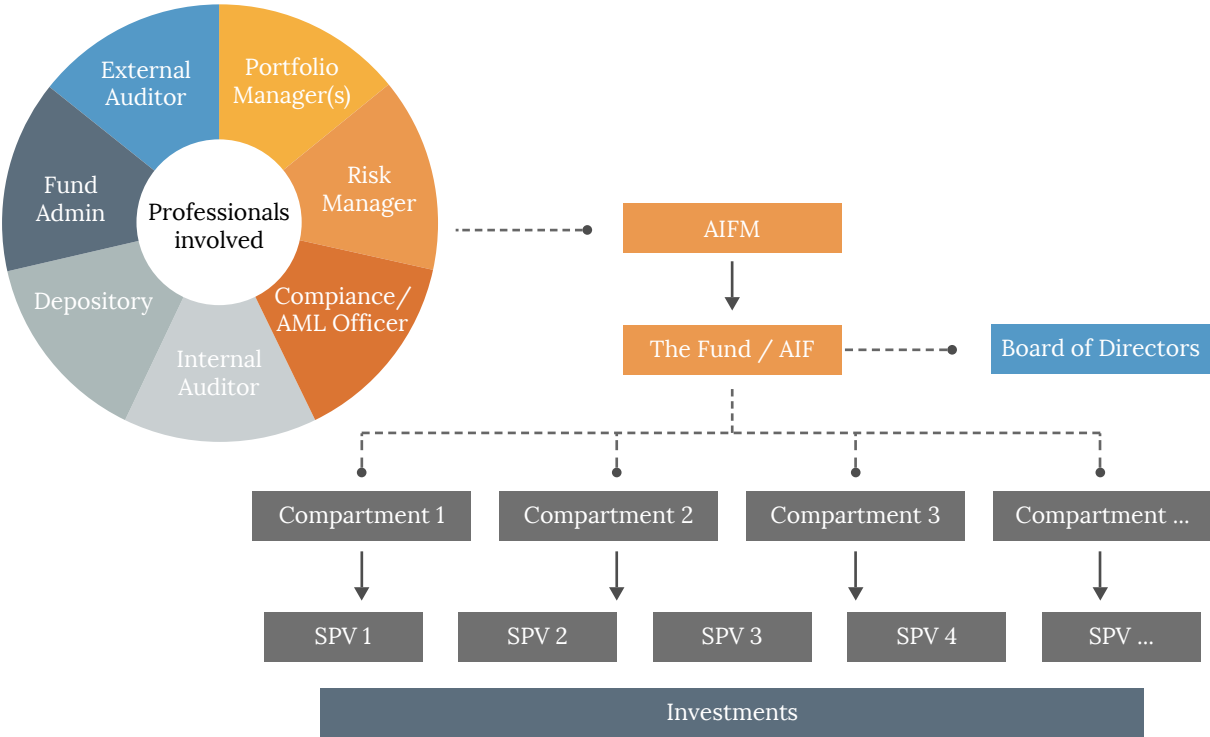 External
Auditor
Portfolio
Manager(s)
Fund
Admin
Professionals
involved
Risk
Manager
Depository
Compiance/
AML Officer
Internal
Auditor
AIFM
The Fund / AIF
Board of Directors
Compartment 1
Compartment 2
Compartment 3
Compartment ...
SPV 1
SPV 2
SPV 3
SPV 4
SPV ...
Investments